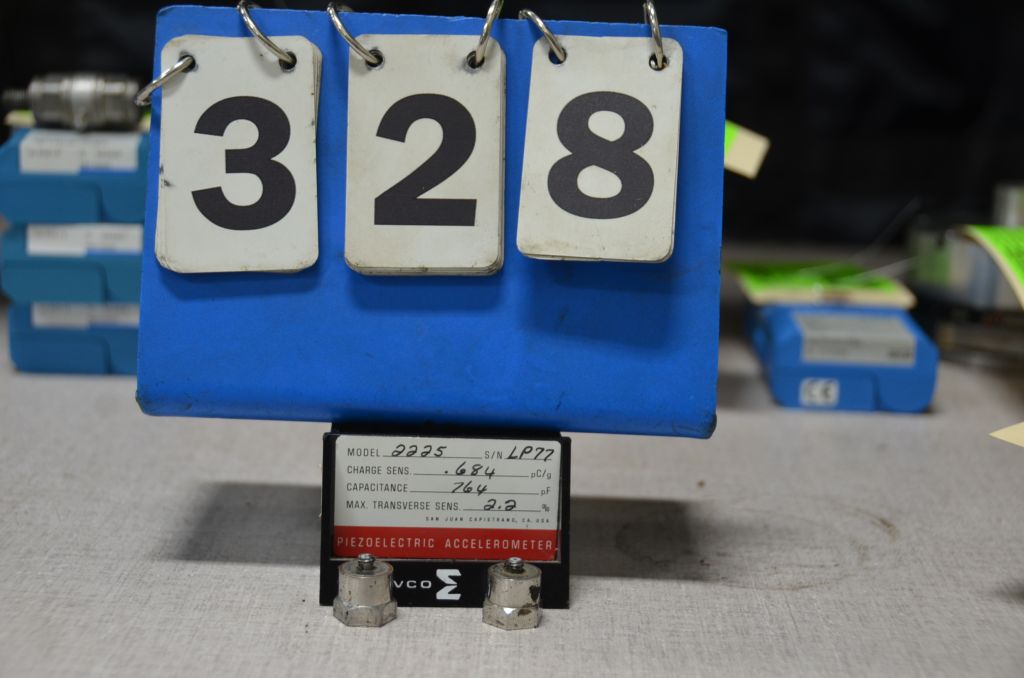 328
MODEL 2225 S/N LP77
CHARGE SENS. .684 pC/g
CAPACITANCE 764 pF
MAX. TRANSVERSE SENS. 2.2 %
SAN JUAN CAPISTRANO, CA. USA
PIEZOELECTRIC ACCELEROMETER
VCO
CE